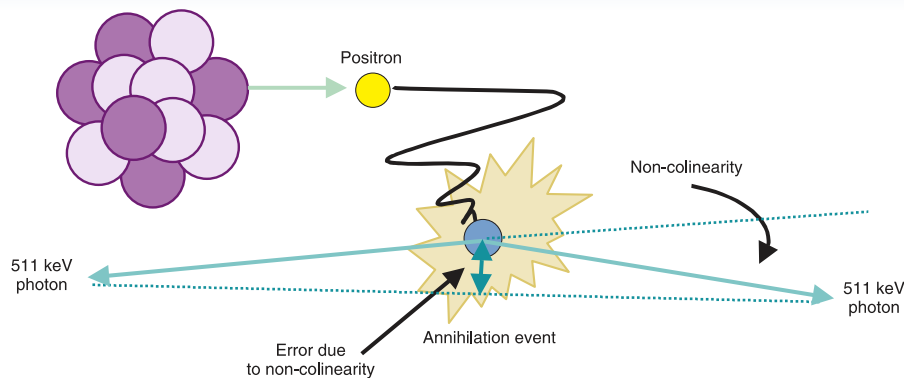 Positron
Non-colinearity
511 keV
photon
511 keV
photon
Annihilation event
Error due
to non-colinearity